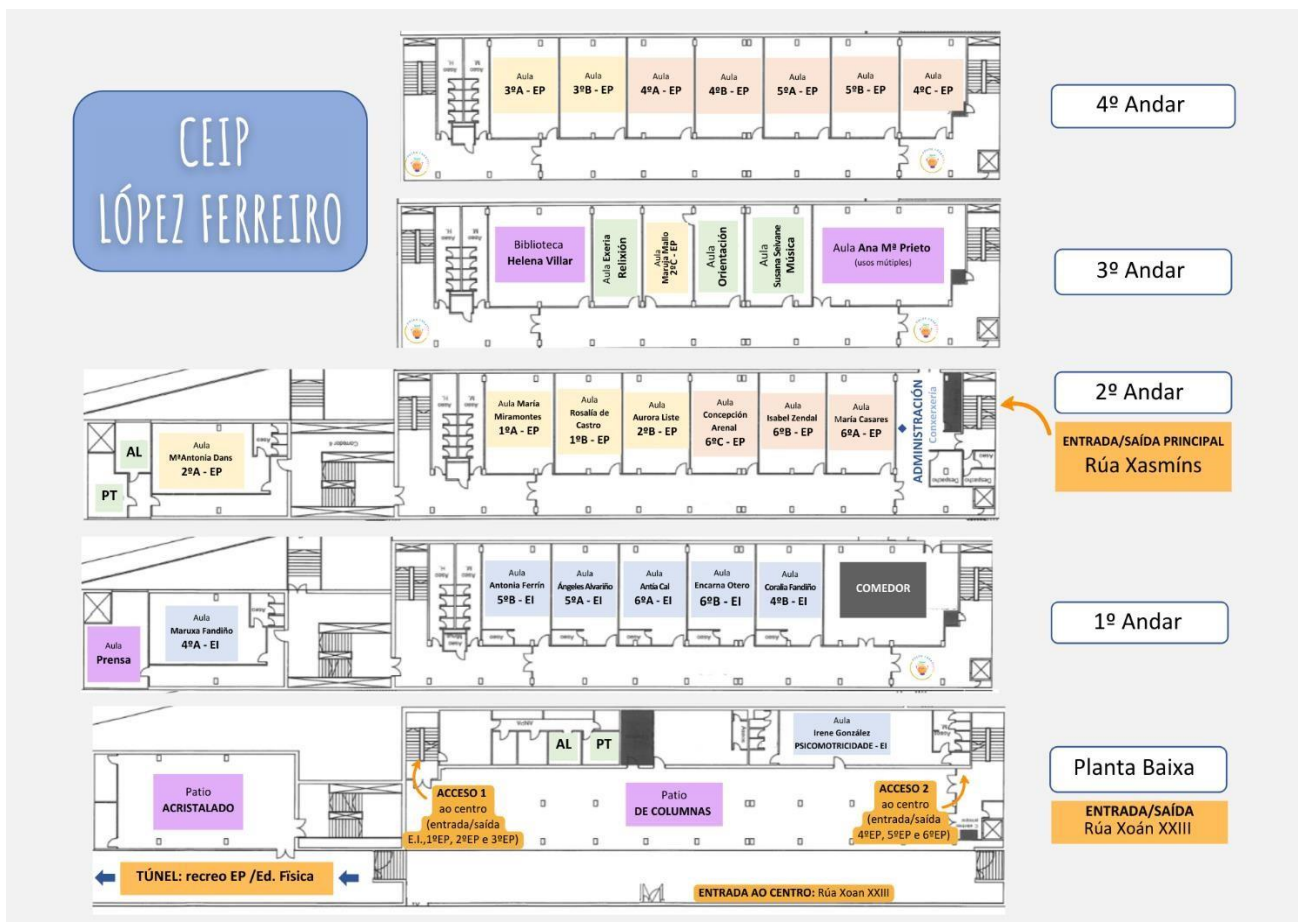 CEIP
LÓPEZ FERREIRO
Aula
3ºA - EP
Aula
3ºB - EP
Aula
4ºA - EP
Aula
4ºB - EP
Aula
5ºA - EP
Aula
5ºB - EP
Aula
4ºC - EP
4º Andar
Biblioteca
Helena Villar
Aula Exeria
Relixión
Aula
Maruja Mallo
2ºC - EP
Aula
Orientación
Aula
Susana Seivane
Música
Aula Ana Mª Prieto
(usos mútiples)
3º Andar
AL
PT
Aula
MªAntonia Dans
2ºA - EP
Aula María
Miramontes
1ºA - EP
Aula
Rosalía de
Castro
1ºB - EP
Aula
Aurora Liste
2ºB - EP
Aula
Concepción
Arenal
6ºC - EP
Aula
Isabel Zendal
6ºB - EP
Aula
María Casares
6ºA - EP
ADMINISTRACIÓN
Conxerxería
Despacho
Despacho
2º Andar
ENTRADA/SAÍDA PRINCIPAL
Rúa Xasmíns
Aula
Prensa
Aula
Maruxa Fandiño
4ºA - EI
Aula
Antonia Ferrín
5ºB - EI
Aula
Ángeles Alvariño
5ºA - EI
Aula
Antía Cal
6ºA - EI
Aula
Encarna Otero
6ºB - EI
Aula
Coralia Fandiño
4ºB - EI
COMEDOR
1º Andar
AL
PT
Aula
Irene González
PSICOMOTRICIDADE - EI
Patio
ACRISTALADO
ACCESO 1
ao centro
(entrada/saída
E.I.,1ºEP, 2ºEP e 3ºEP)
Patio
DE COLUMNAS
ACCESO 2
ao centro
(entrada/saída
4ºEP, 5ºEP e 6ºEP)
Planta Baixa
ENTRADA/SAÍDA
Rúa Xoán XXIII
TÚNEL: recreo EP /Ed. Fïsica
ENTRADA AO CENTRO: Rúa Xoan XXIII